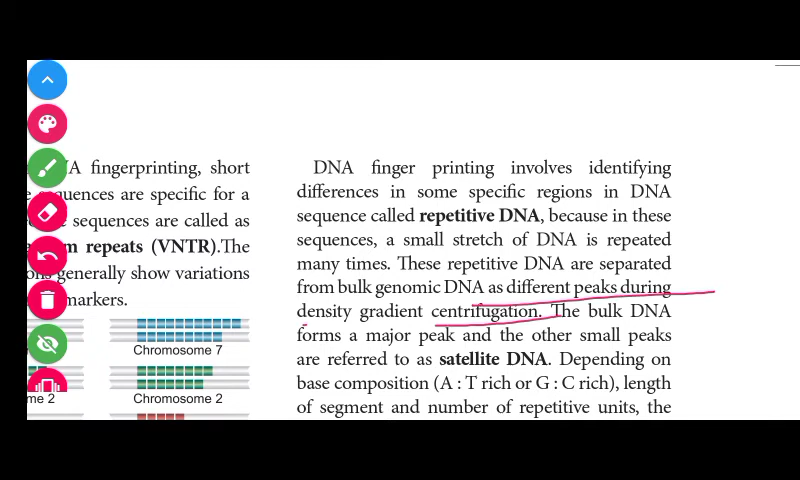 A fingerprinting, short
sequences are specific for a
sequences are called as
m repeats (VNTR).The
generally show variations
markers.
Chromosome 7
me 2
Chromosome 2
DNA finger printing involves identifying
differences in some specific regions in DNA
sequence called repetitive DNA, because in these
sequences, a small stretch of DNA is repeated
many times. These repetitive DNA are separated
from bulk genomic DNA as different peaks during
density gradient centrifugation. The bulk DNA
forms a major peak and the other small peaks
are referred to as satellite DNA. Depending on
base composition (A : T rich or G : C rich), length
of segment and number of repetitive units, the